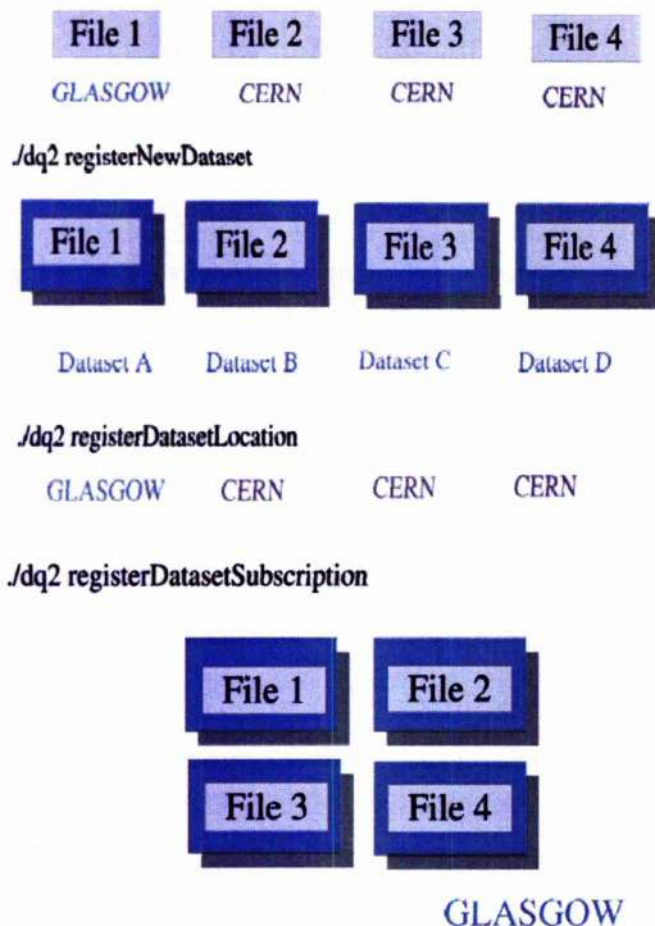 File 1 File 2 File 3 File 4
GLASGOW CERN CERN CERN
./dq2 registerNewDataset
File 1 File 2 File 3 File 4
Dataset A Dataset B Dataset C Dataset D
./dq2 registerDatasetLocation
GLASGOW CERN CERN CERN
./dq2 registerDatasetSubscription
File 1 File 2
File 3 File 4
GLASGOW